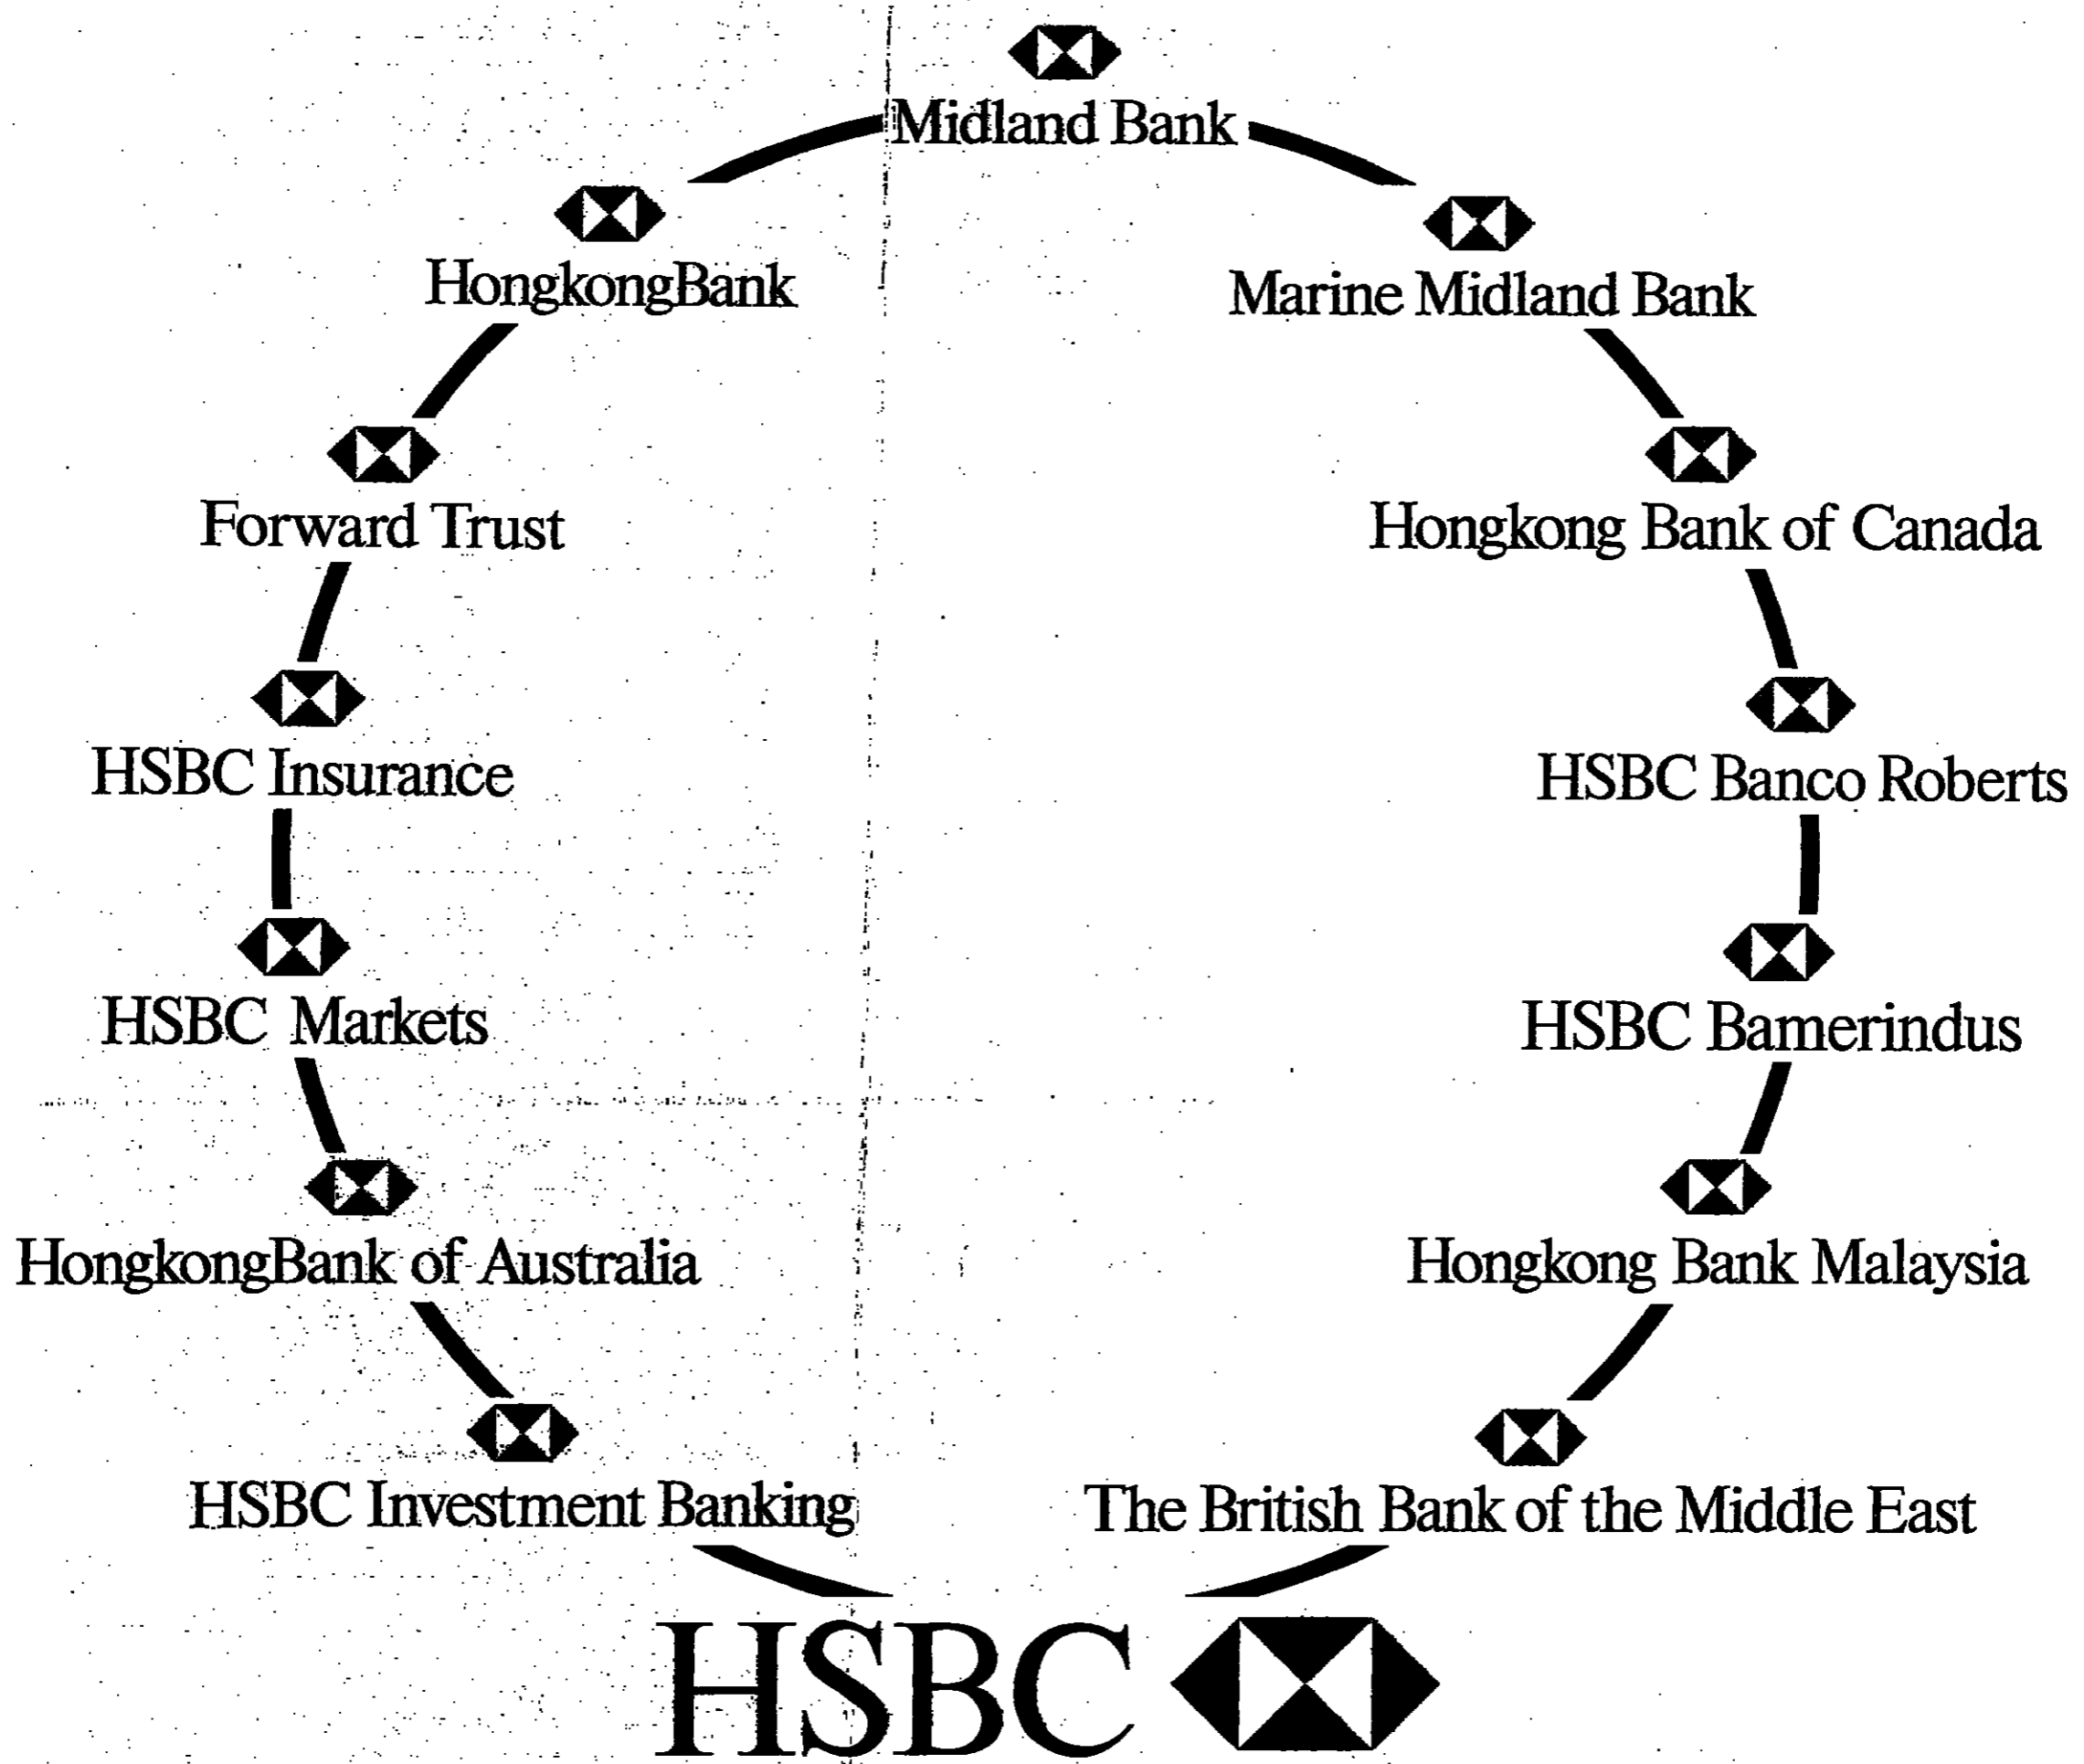 Midland Bank
HongkongBank
Marine Midland Bank
Forward Trust
Hongkong Bank of Canada
HSBC Insurance
HSBC Banco Roberts
HSBC Markets
HSBC Bamerindus
HongkongBank of Australia
Hongkong Bank Malaysia
HSBC Investment Banking
The British Bank of the Middle East
HSBC